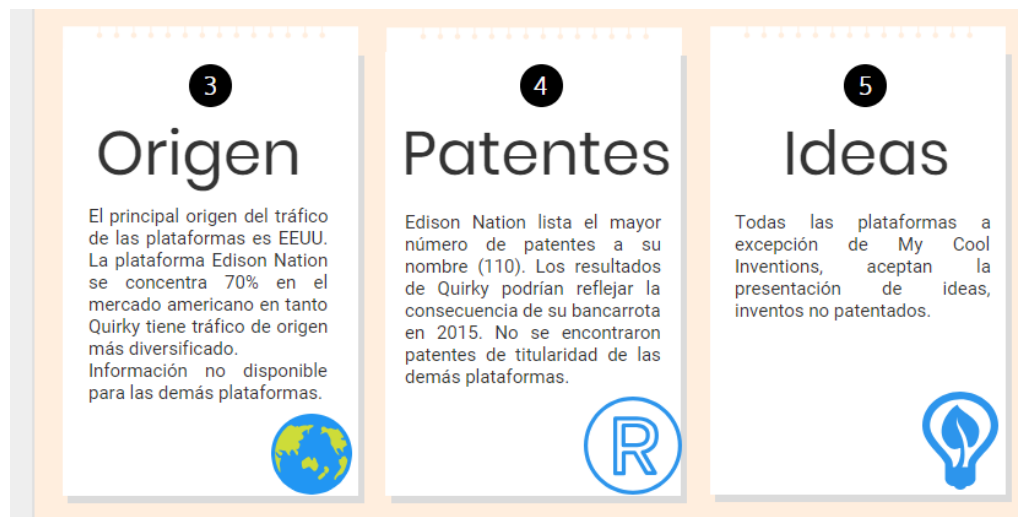 3
Origen
El principal origen del tráfico
de las plataformas es EEUU.
La plataforma Edison Nation
se concentra 70% en el
mercado americano en tanto
Quirky tiene tráfico de origen
más diversificado.
Información no disponible
para las demás plataformas.
4
Patentes
Edison Nation lista el mayor
número de patentes a su
nombre (110). Los resultados
de Quirky podrían reflejar la
consecuencia de su bancarrota
en 2015. No se encontraron
patentes de titularidad de las
demás plataformas.
R
5
Ideas
Todas las plataformas a
excepción de My Cool
Inventions, aceptan la
presentación de ideas,
inventos no patentados.